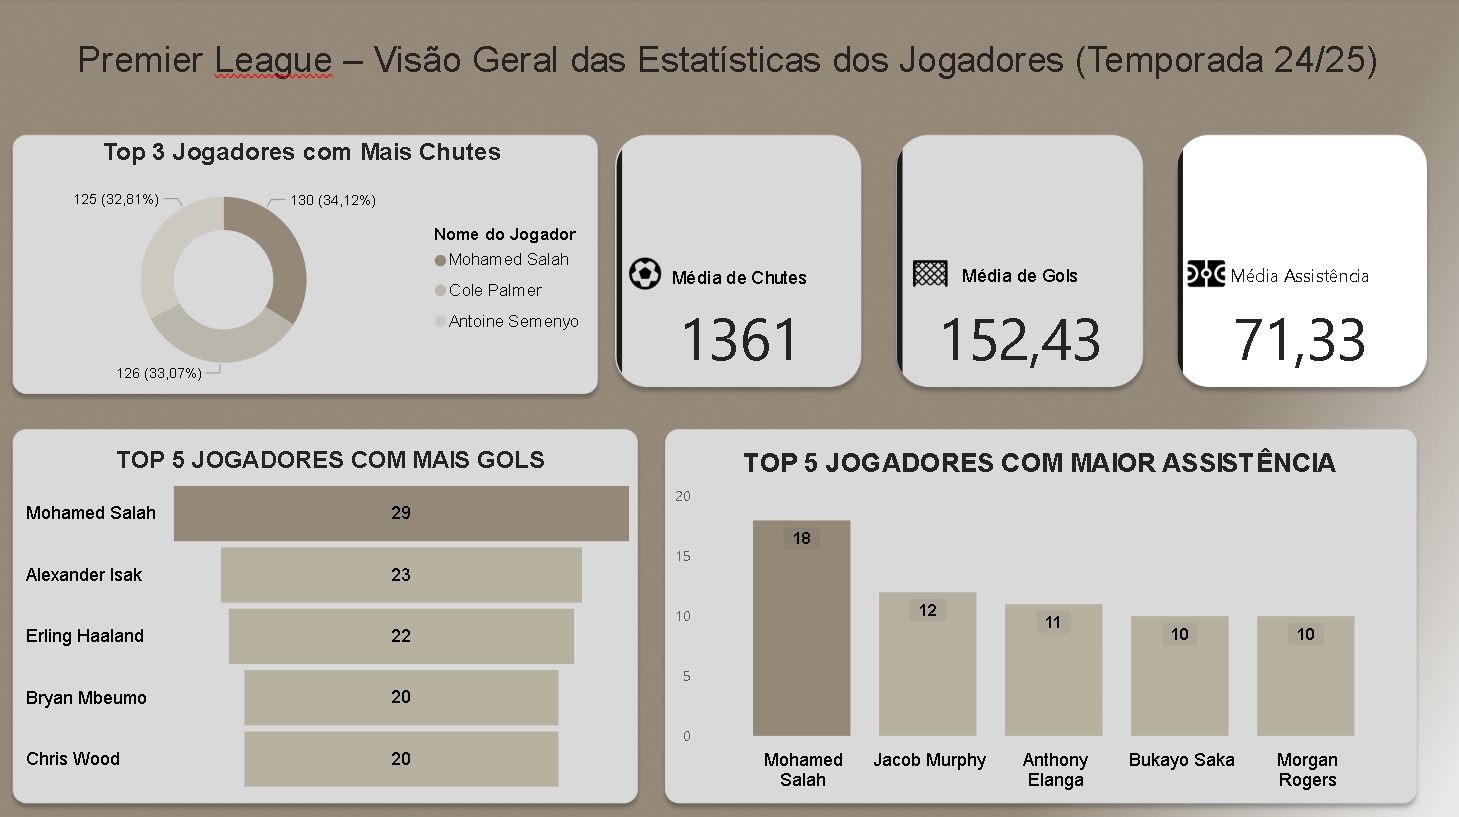 Premier League – Visão Geral das Estatísticas dos Jogadores (Temporada 24/25)
Top 3 Jogadores com Mais Chutes
125 (32,81%)
130 (34,12%)
126 (33,07%)
Nome do Jogador
Mohamed Salah
Cole Palmer
Antoine Semenyo
Média de Chutes
1361
Média de Gols
152,43
Média Assistência
71,33
TOP 5 JOGADORES COM MAIS GOLS
Mohamed Salah
29
Alexander Isak
23
Erling Haaland
22
Bryan Mbeumo
20
Chris Wood
20
TOP 5 JOGADORES COM MAIOR ASSISTÊNCIA
20
15
10
5
0
18
12
11
10
10
Mohamed
Salah
Jacob Murphy
Anthony
Elanga
Bukayo Saka
Morgan
Rogers